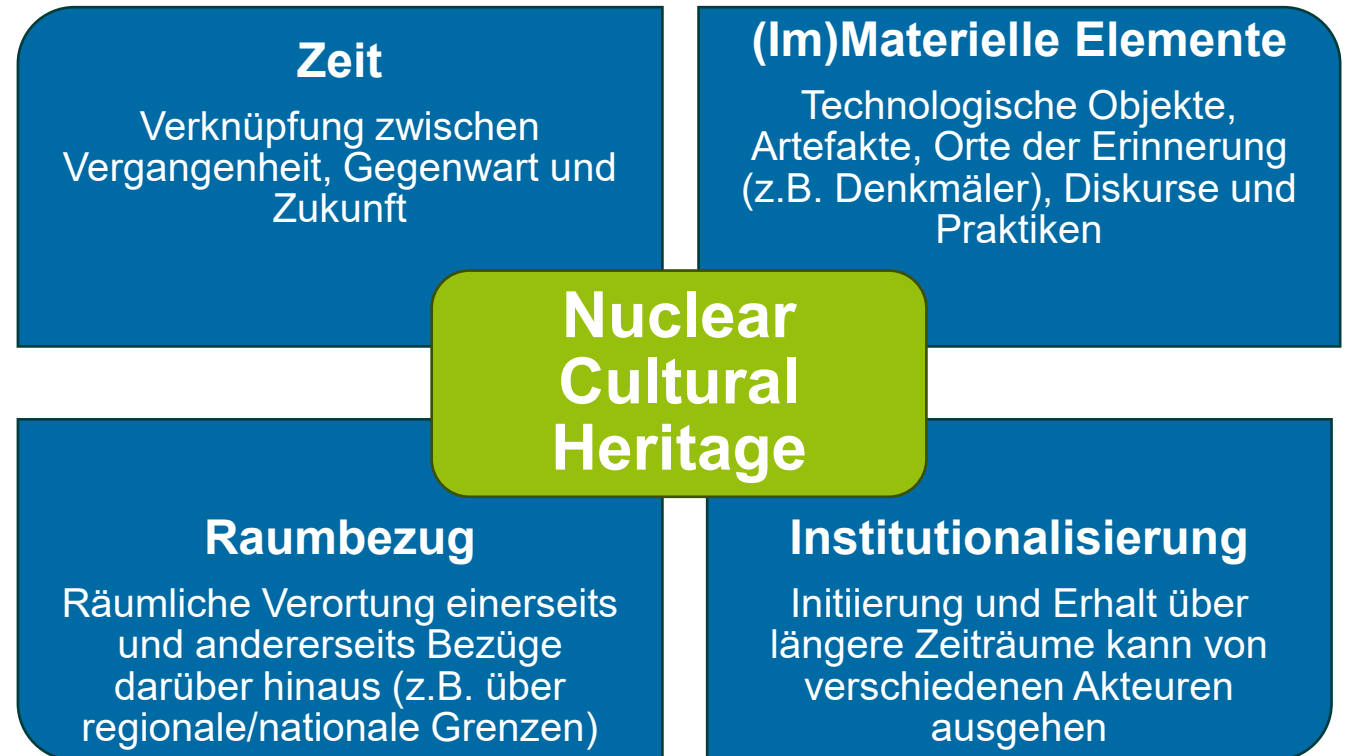 Zeit
Verknüpfung zwischen
Vergangenheit, Gegenwart und
Zukunft
(Im)Materielle Elemente
Technologische Objekte,
Artefakte, Orte der Erinnerung
(z.B. Denkmäler), Diskurse und
Praktiken
Nuclear
Cultural
Heritage
Raumbezug
Räumliche Verortung einerseits
und andererseits Bezüge
darüber hinaus (z.B. über
regionale/nationale Grenzen)
Institutionalisierung
Initiierung und Erhalt über
längere Zeiträume kann von
verschiedenen Akteuren
ausgehen